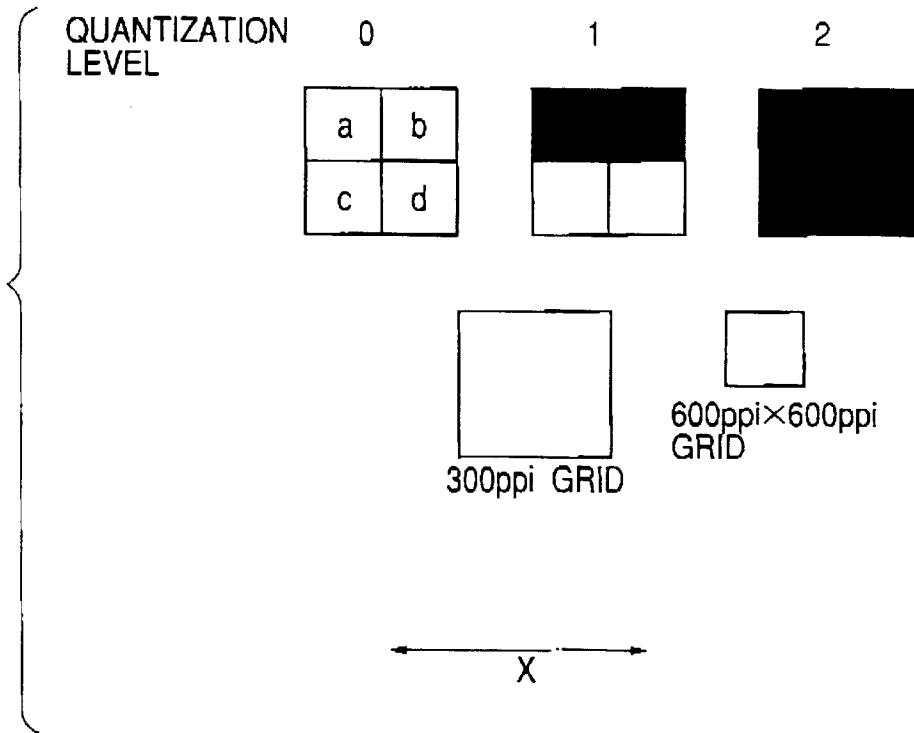 QUANTIZATION LEVEL 0 1 2
a b
c d
300ppi GRID
600ppi×600ppi
GRID
X